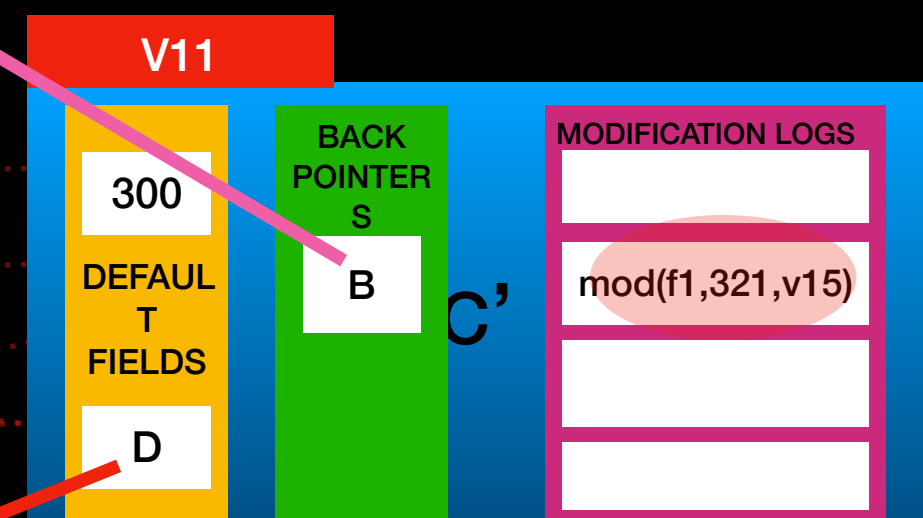 V11
300
DEFAUL
T
FIELDS
D
BACK
POINTER
S
B
C’
MODIFICATION LOGS
mod(f1,321,v15)